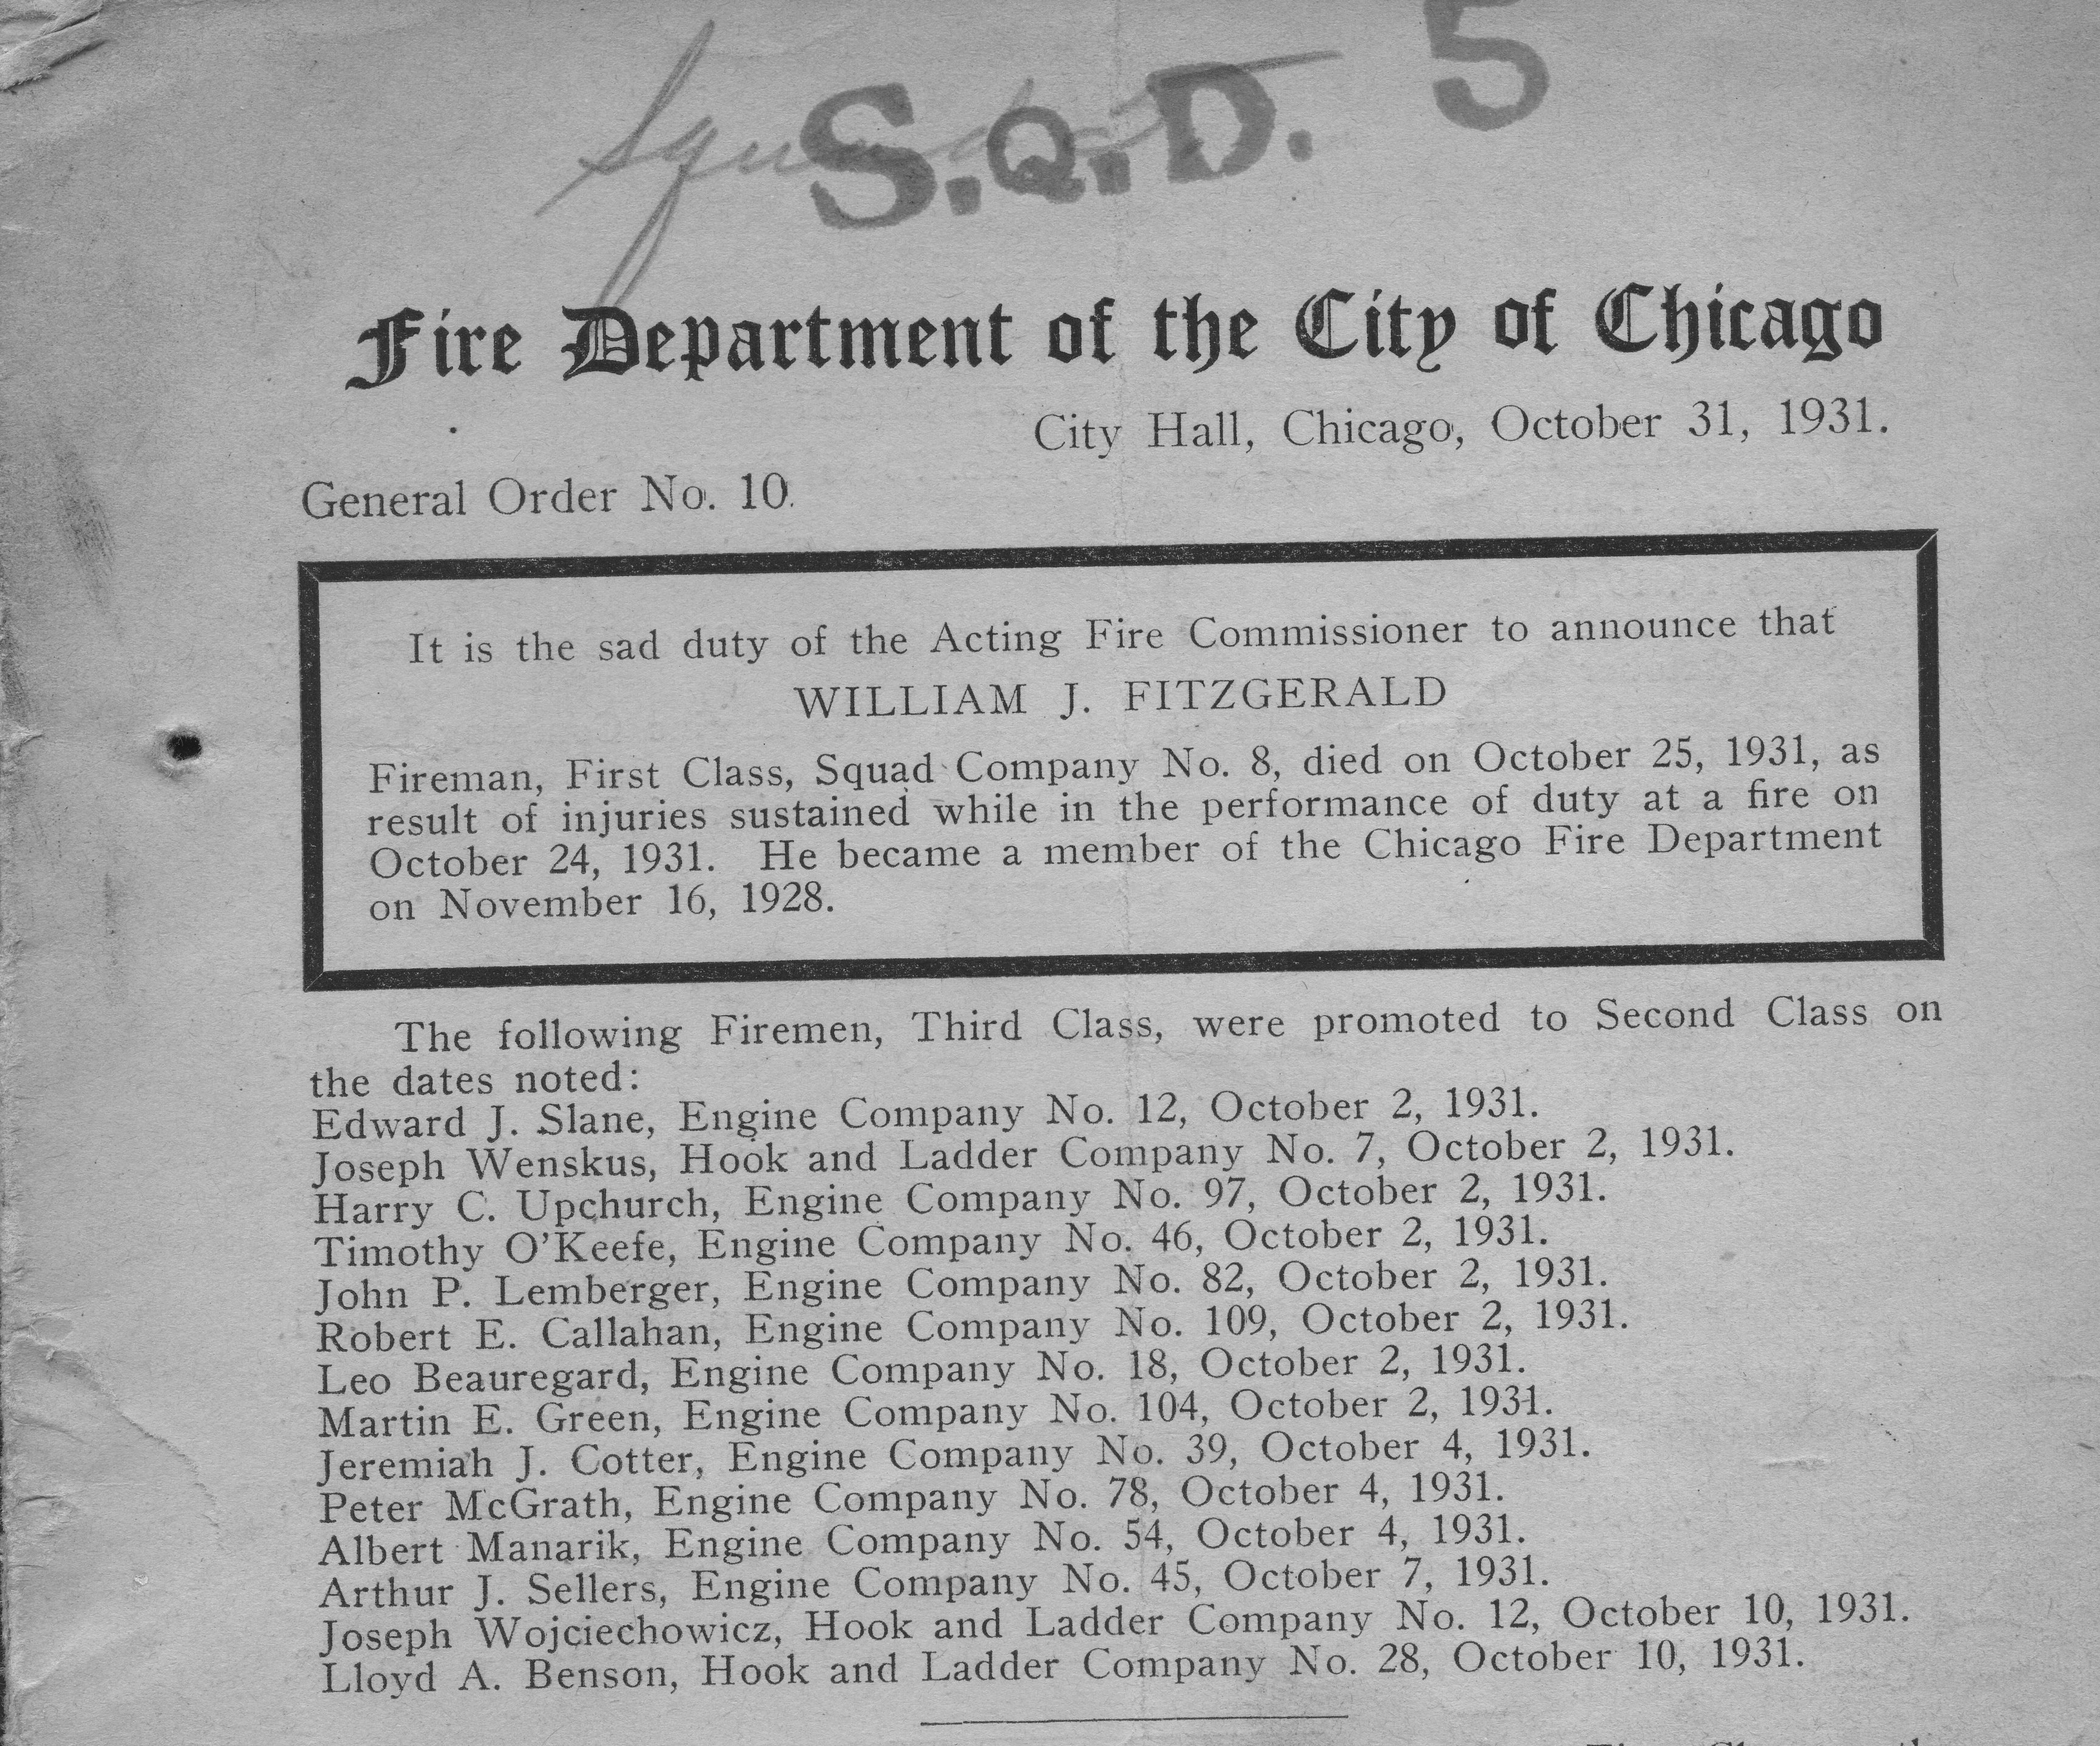 Squad 5
S.Q.D. 5
Fire Department of the City of Chicago
City Hall, Chicago, October 31, 1931.
General Order No. 10.
It is the sad duty of the Acting Fire Commissioner to announce that
WILLIAM J. FITZGERALD
Fireman, First Class, Squad Company No. 8, died on October 25, 1931, as
result of injuries sustained while in the performance of duty at a fire on
October 24, 1931. He became a member of the Chicago Fire Department
on November 16, 1928.
The following Firemen, Third Class, were promoted to Second Class on
the dates noted:
Edward J. Slane, Engine Company No. 12, October 2, 1931.
Joseph Wenskus, Hook and Ladder Company No. 7, October 2, 1931.
Harry C. Upchurch, Engine Company No. 97, October 2, 1931.
Timothy O'Keefe, Engine Company No. 46, October 2, 1931.
John P. Lemberger, Engine Company No. 82, October 2, 1931.
Robert E. Callahan, Engine Company No. 109, October 2, 1931.
Leo Beauregard, Engine Company No. 18, October 2, 1931.
Martin E. Green, Engine Company No. 104, October 2, 1931.
Jeremiah J. Cotter, Engine Company No. 39, October 4, 1931.
Peter McGrath, Engine Company No. 78, October 4, 1931.
Albert Manarik, Engine Company No. 54, October 4, 1931.
Arthur J. Sellers, Engine Company No. 45, October 7, 1931.
Joseph Wojciechowicz, Hook and Ladder Company No. 12, October 10, 1931.
Lloyd A. Benson, Hook and Ladder Company No. 28, October 10, 1931.